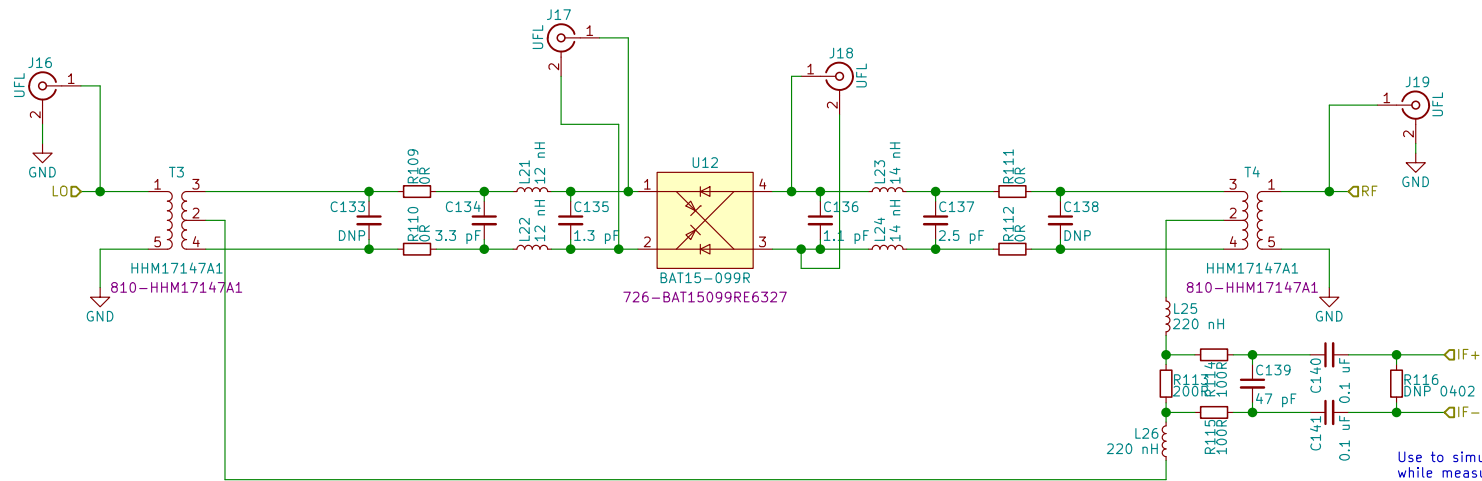 J17
UFL
1
2
J16
UFL
1
2
GND
J18
UFL
1
2
J19
UFL
1
2
GND
LO
T3
1
5
3
2
4
HHM17147A1
810-HHM17147A1
GND
C133
DNP
R109
0R
R110
0R
C134
3.3 pF
L21
12 nH
L22
12 nH
C135
1.3 pF
U12
1
2
4
3
BAT15-099R
726-BAT15099RE6327
C136
1.1 pF
L23
14 nH
L24
14 nH
C137
2.5 pF
R111
0R
R112
0R
C138
DNP
T4
3
2
4
1
5
HHM17147A1
810-HHM17147A1
RF
GND
L25
220 nH
R113
200R
R114
100R
C139
47 pF
C140
0.1 uF
R116
DNP 0402
IF+
IF-
L26
220 nH
R115
100R
C141
0.1 uF
Use to simu
while measu